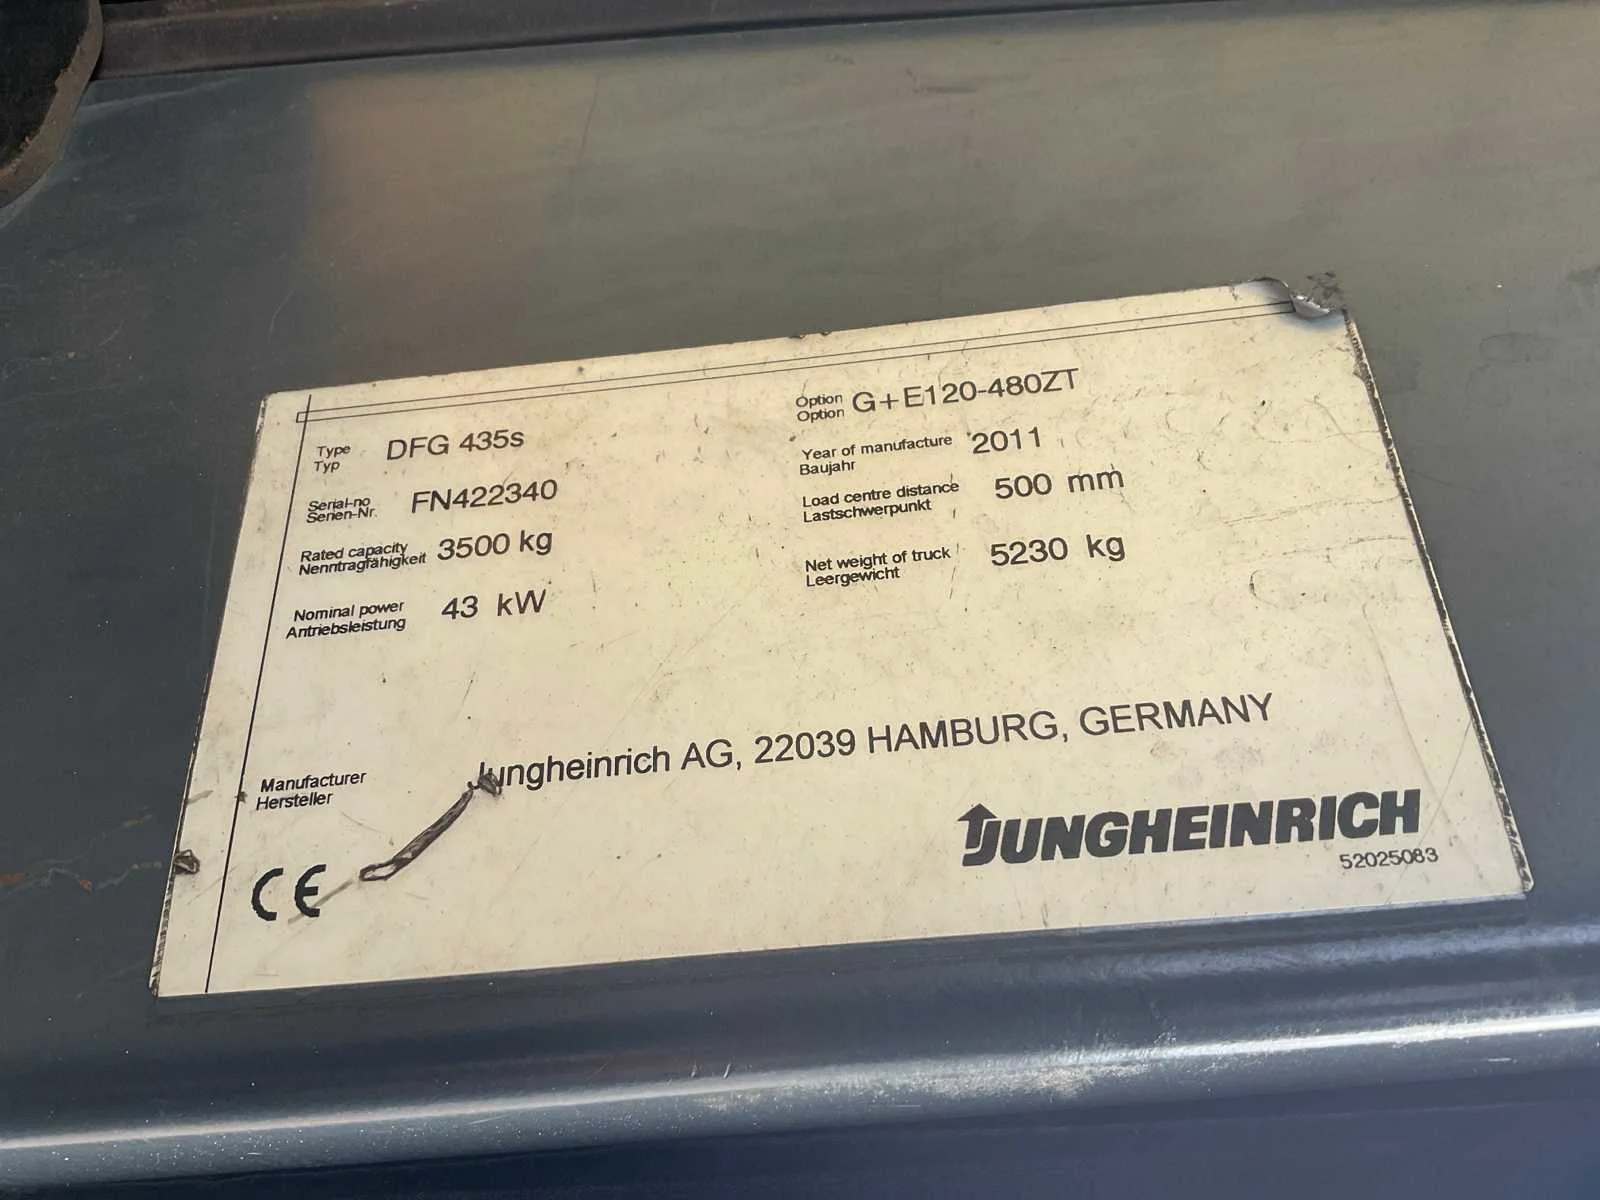 Type DFG 435s
Typ
Serial-no FN422340
Serien-Nr.
Rated capacity 3500 kg
Nenntragfähigkeit
Nominal power 43 kW
Antriebsleistung
Option G+E120-480ZT
Option
Year of manufacture 2011
Baujahr
Load centre distance 500 mm
Lastschwerpunkt
Net weight of truck 5230 kg
Leergewicht
Manufacturer Jungheinrich AG, 22039 HAMBURG, GERMANY
Hersteller
CE
JUNGHEINRICH
52025083